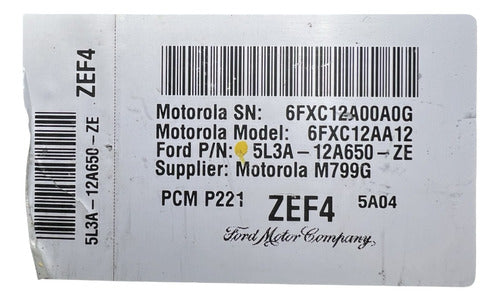 ZEF4
5L3A-12A650-ZE
Motorola SN: 6FXC12A00A0G
Motorola Model: 6FXC12AA12
Ford P/N: 5L3A-12A650-ZE
Supplier: Motorola M799G
PCM P221 ZEF4 5A04
Ford Motor Company,